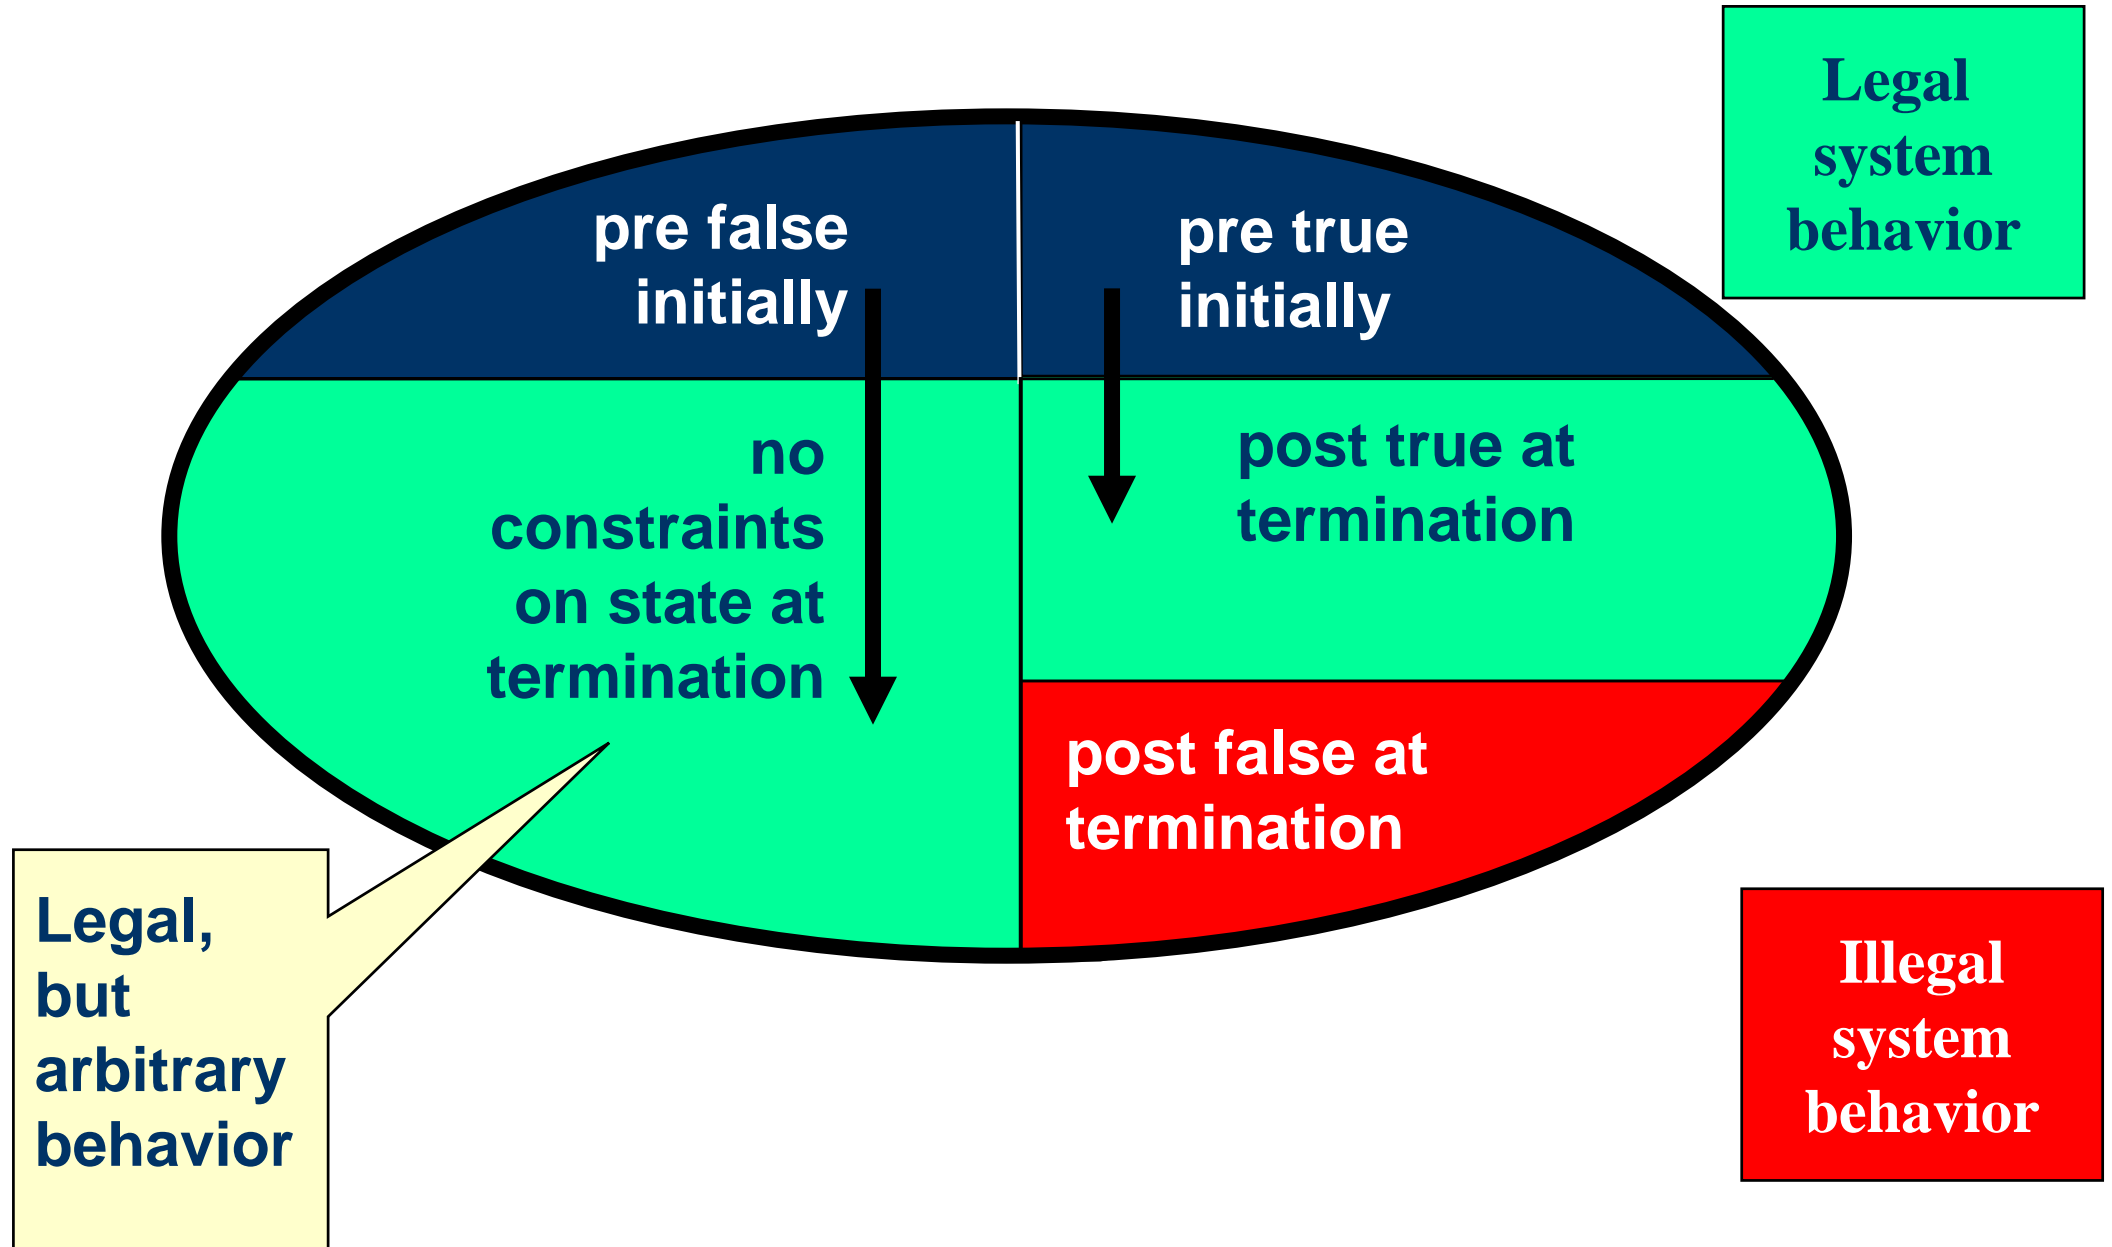 Legal
system
behavior
pre false
initially
pre true
initially
no
constraints
on state at
termination
post true at
termination
post false at
termination
Legal,
but
arbitrary
behavior
Illegal
system
behavior